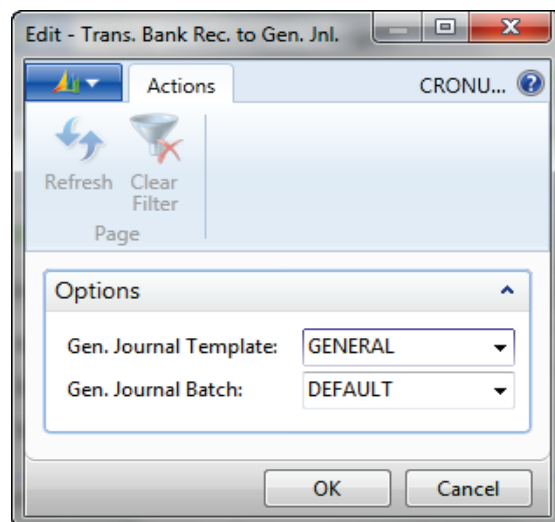 Edit - Trans. Bank Rec. to Gen. Jnl.
Actions
CRONU...
Refresh
Clear
Filter
Page
Options
Gen. Journal Template:
GENERAL
Gen. Journal Batch:
DEFAULT
OK
Cancel